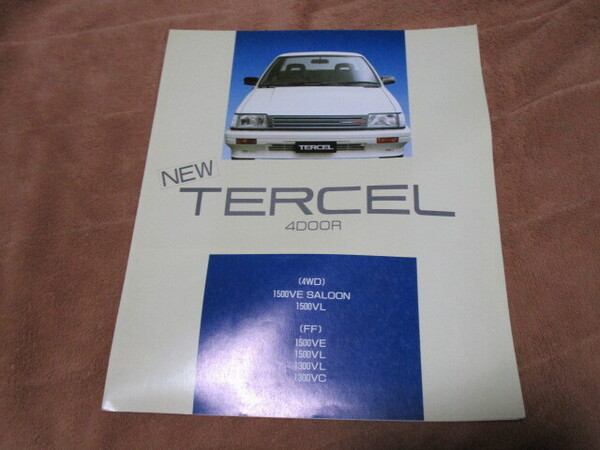 TERCEL
NEW
TERCEL
4DOOR
(4WD)
1500VE SALOON
1500VL
(FF)
1500VE
1500VL
1300VL
1300VC